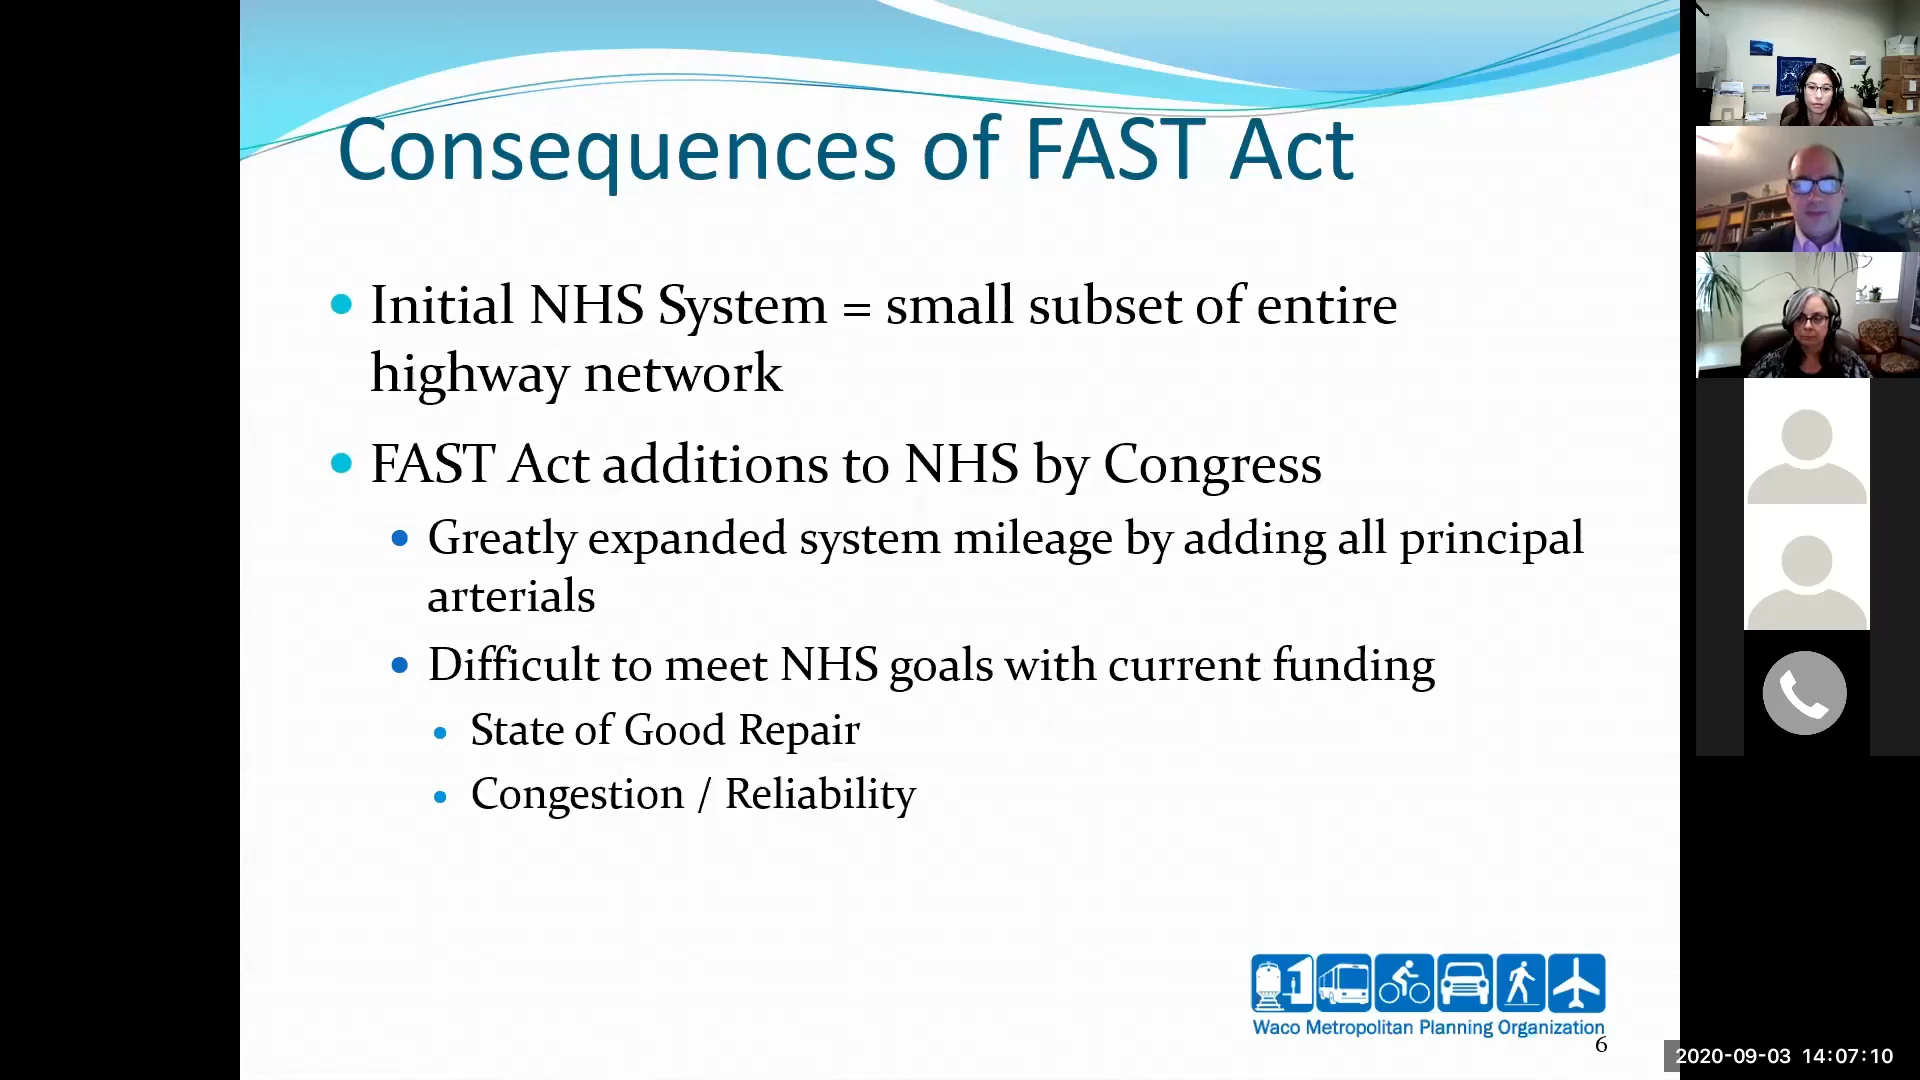 Consequences of FAST Act
Initial NHS System = small subset of entire
highway network
FAST Act additions to NHS by Congress
Greatly expanded system mileage by adding all principal
arterials
Difficult to meet NHS goals with current funding
State of Good Repair
Congestion / Reliability
Waco Metropolitan Planning Organization
6
2020-09-03 14:07:10